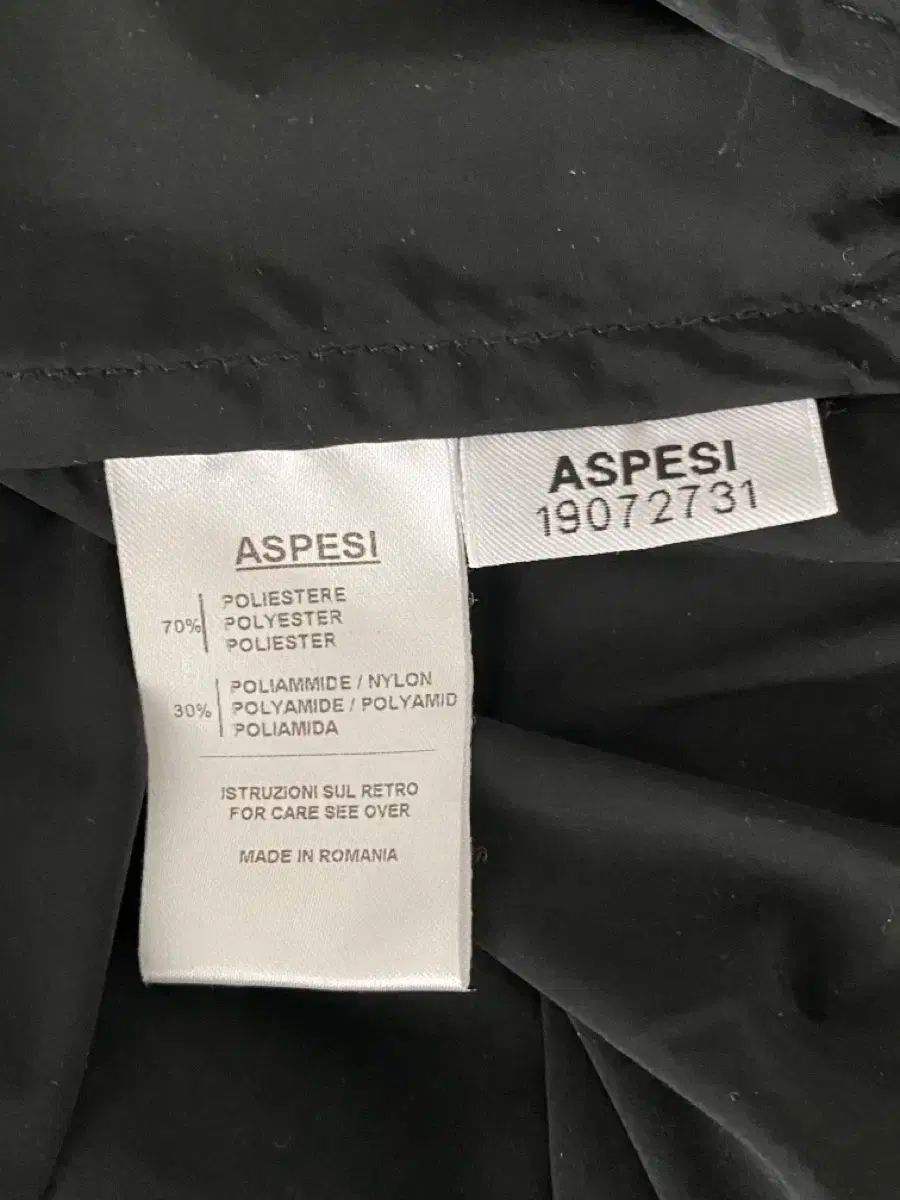 ASPESI
19072731
ASPESI
70%
POLIESTERE
POLYESTER
POLIESTER
30%
POLIAMMIDE / NYLON
POLYAMIDE / POLYAMID
POLIAMIDA
ISTRUZIONI SUL RETRO
FOR CARE SEE OVER
MADE IN ROMANIA